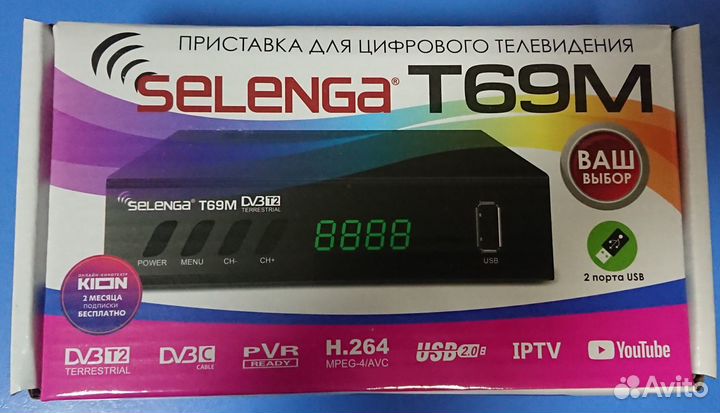 ПРИСТАВКА ДЛЯ ЦИФРОВОГО ТЕЛЕВИДЕНИЯ
SELENGA® T69M
ВАШ
ВЫБОР
SELENGA® T69M DVB T2
TERRESTRIAL
8888
POWER MENU CH- CH+
USB
2 порта USB
ОНЛАЙН-КИНОТЕАТР
KION
2 МЕСЯЦА
ПОДПИСКИ
БЕСПЛАТНО
DVB T2
TERRESTRIAL
DVB C
CABLE
PVR
READY
H.264
MPEG-4/AVC
USB 2.0
IPTV
YouTube
Avito